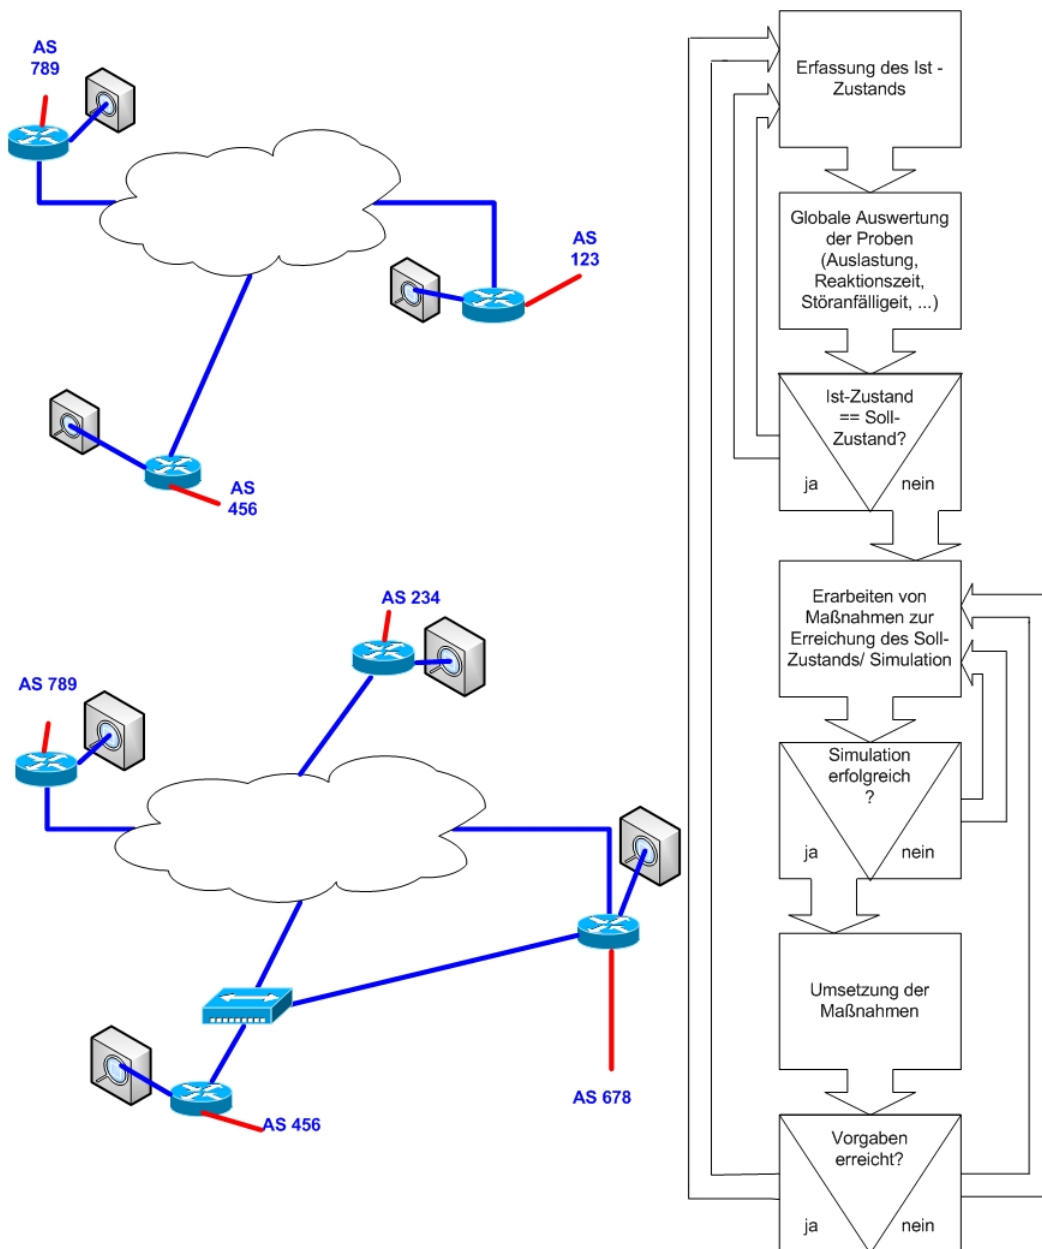 AS
789
AS
123
AS
456
AS 234
AS 789
AS 678
AS 456
Erfassung des Ist -
Zustands
Globale Auswertung
der Proben
(Auslastung,
Reaktionszeit,
Störanfälligeit, ...)
Ist-Zustand
== Soll-
Zustand?
ja
nein
Erarbeiten von
Maßnahmen zur
Erreichung des Soll-
Zustands/ Simulation
Simulation
erfolgreich
?
ja
nein
Umsetzung der
Maßnahmen
Vorgaben
erreicht?
ja
nein